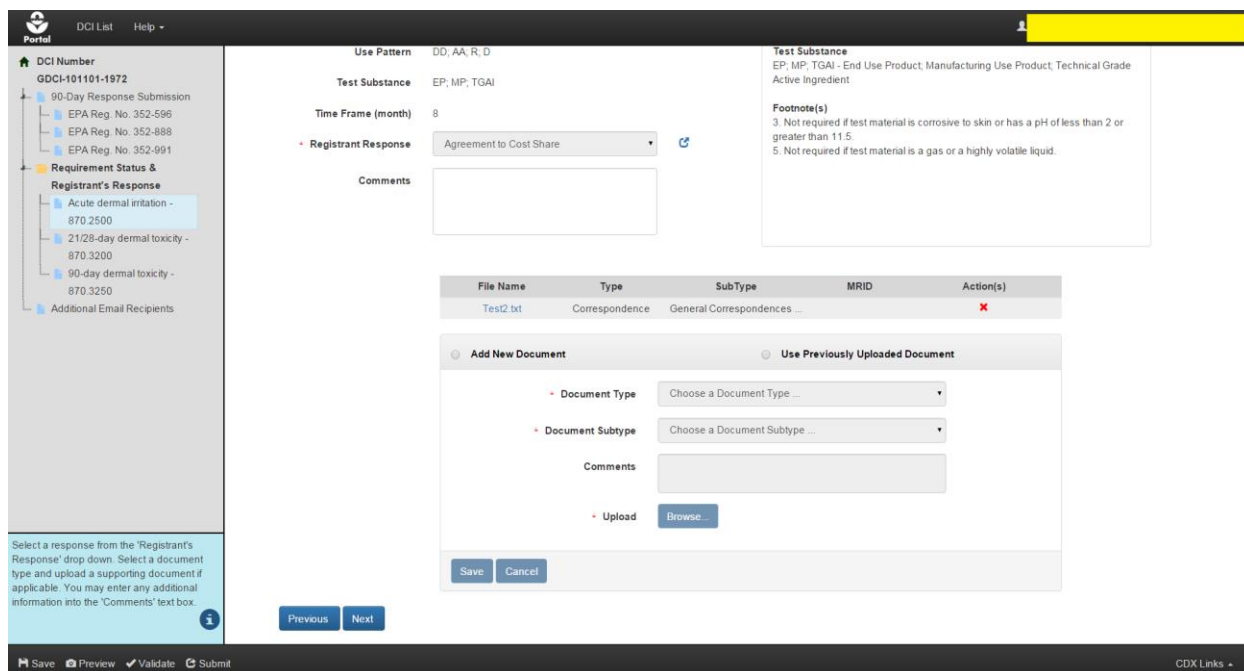 Portal
DCI List Help
DCI Number
GDCI-101101-1972
90-Day Response Submission
EPA Reg. No. 352-596
EPA Reg. No. 352-888
EPA Reg. No. 352-991
Requirement Status &
Registrant's Response
Acute dermal irritation -
870.2500
21/28-day dermal toxicity -
870.3200
90-day dermal toxicity -
870.3250
Additional Email Recipients
Select a response from the 'Registrant's
Response' drop down. Select a document
type and upload a supporting document if
applicable. You may enter any additional
information into the 'Comments' text box.
Use Pattern DD; AA, R; D
Test Substance EP; MP; TGAI
Time Frame (month) 8
* Registrant Response Agreement to Cost Share
Comments
Test Substance
EP; MP; TGAI - End Use Product; Manufacturing Use Product; Technical Grade
Active Ingredient
Footnote(s)
3. Not required if test material is corrosive to skin or has a pH of less than 2 or
greater than 11.5.
5. Not required if test material is a gas or a highly volatile liquid.
File Name Type SubType MRID Action(s)
Test2.txt Correspondence General Correspondences ...
Add New Document Use Previously Uploaded Document
* Document Type Choose a Document Type ...
* Document Subtype Choose a Document Subtype ...
Comments
* Upload Browse...
Save Cancel
Previous Next
Save Preview Validate Submit CDX Links